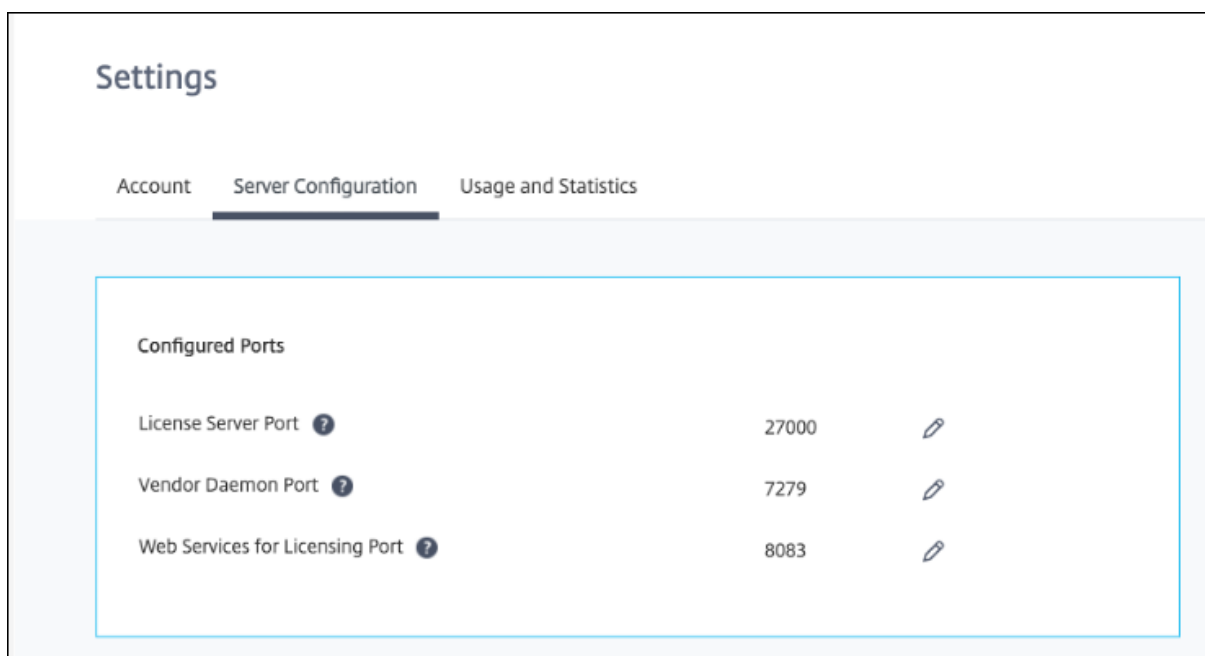 Settings
Account Server Configuration Usage and Statistics
Configured Ports
License Server Port ? 27000
Vendor Daemon Port ? 7279
Web Services for Licensing Port ? 8083